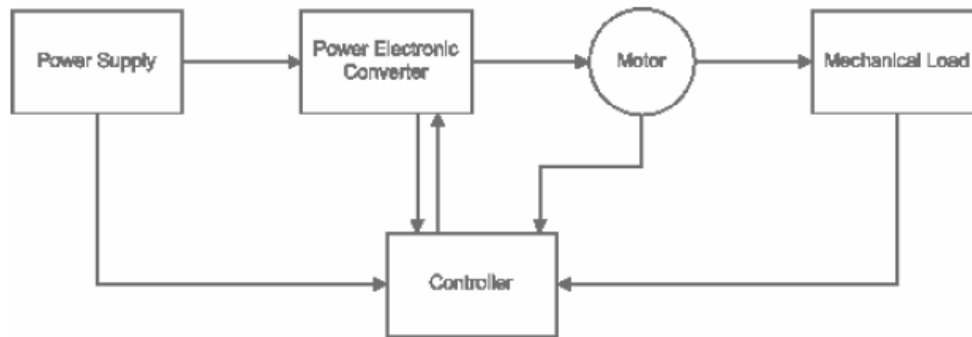 Power Supply
Power Electronic
Converter
Motor
Mechanical Load
Controller